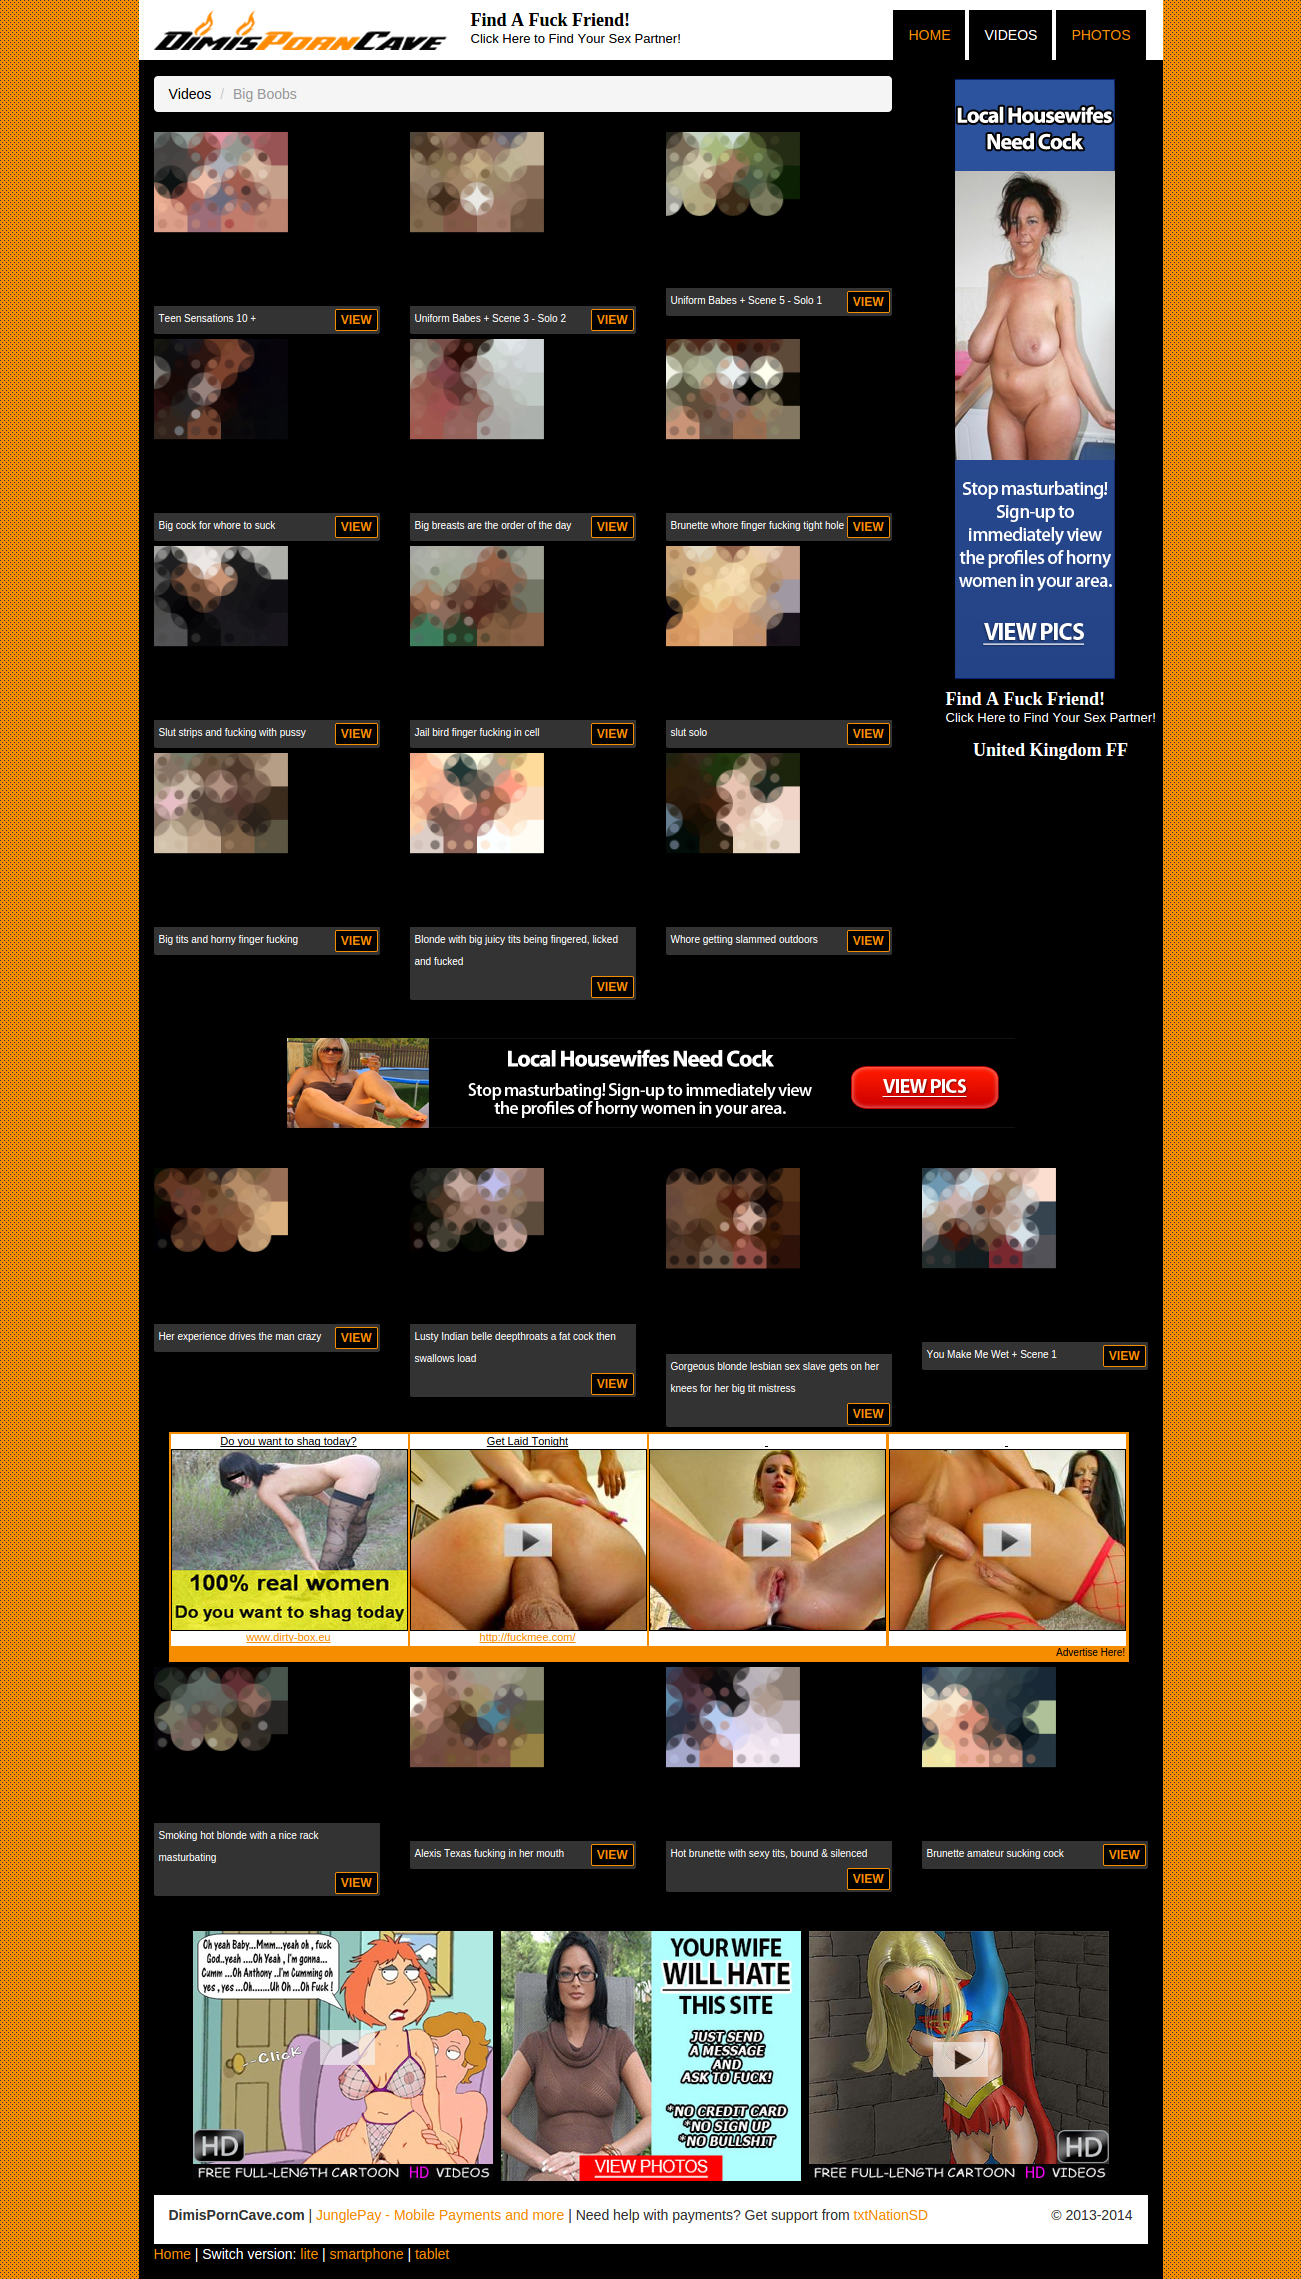 DimisPornCave
Find A Fuck Friend!
Click Here to Find Your Sex Partner!
HOME
VIDEOS
PHOTOS
Videos / Big Boobs
Local Housewifes
Need Cock
Teen Sensations 10 +
VIEW
Uniform Babes + Scene 3 - Solo 2
VIEW
Uniform Babes + Scene 5 - Solo 1
VIEW
Big cock for whore to suck
VIEW
Big breasts are the order of the day
VIEW
Brunette whore finger fucking tight hole
VIEW
Stop masturbating!
Sign-up to
immediately view
the profiles of horny
women in your area.
VIEW PICS
Find A Fuck Friend!
Click Here to Find Your Sex Partner!
United Kingdom FF
Slut strips and fucking with pussy
VIEW
Jail bird finger fucking in cell
VIEW
slut solo
VIEW
Big tits and horny finger fucking
VIEW
Blonde with big juicy tits being fingered, licked
and fucked
VIEW
Whore getting slammed outdoors
VIEW
Local Housewifes Need Cock
Stop masturbating! Sign-up to immediately view
the profiles of horny women in your area.
VIEW PICS
Her experience drives the man crazy
VIEW
Lusty Indian belle deepthroats a fat cock then
swallows load
VIEW
Gorgeous blonde lesbian sex slave gets on her
knees for her big tit mistress
VIEW
You Make Me Wet + Scene 1
VIEW
Do you want to shag today?
100% real women
Do you want to shag today
www.dirty-box.eu
Get Laid Tonight
http://fuckmee.com/
Advertise Here!
Smoking hot blonde with a nice rack
masturbating
VIEW
Alexis Texas fucking in her mouth
VIEW
Hot brunette with sexy tits, bound & silenced
VIEW
Brunette amateur sucking cock
VIEW
Oh yeah Baby...Mmm...yeah oh , fuck
God..yeah ....Oh Yeah , I'm gonna...
Cumm ...Oh Anthony ..I'm Cumming oh
yes , yes ...Oh.......Uh Oh ...Oh Fuck !
Click
HD
FREE FULL-LENGTH CARTOON HD VIDEOS
YOUR WIFE
WILL HATE
THIS SITE
JUST SEND
A MESSAGE
AND
ASK TO FUCK!
*NO CREDIT CARD
*NO SIGN UP
*NO BULLSHIT
VIEW PHOTOS
HD
FREE FULL-LENGTH CARTOON HD VIDEOS
DimisPornCave.com | JunglePay - Mobile Payments and more | Need help with payments? Get support from txtNationSD
© 2013-2014
Home | Switch version: lite | smartphone | tablet